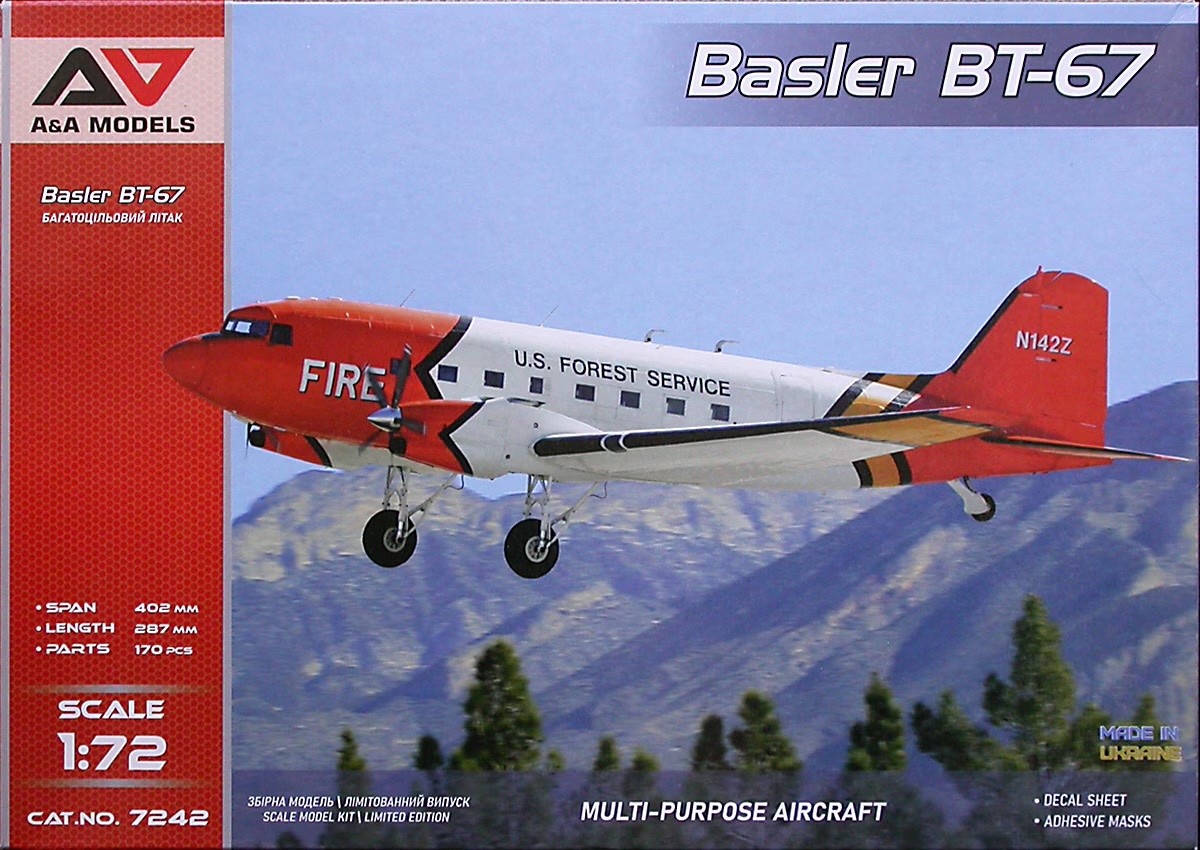 Basler BT-67
A&A MODELS
Basler BT-67
БАГАТОЦІЛЬОВИЙ ЛІТАК
N142Z
U.S. FOREST SERVICE
FIRE
• SPAN 402 MM
• LENGTH 287 MM
• PARTS 170 PCS
SCALE
1:72
CAT.NO. 7242
MADE IN
UKRAINE
ЗБІРНА МОДЕЛЬ \ ЛІМІТОВАННИЙ ВИПУСК
SCALE MODEL KIT \ LIMITED EDITION
MULTI-PURPOSE AIRCRAFT
• DECAL SHEET
• ADHESIVE MASKS